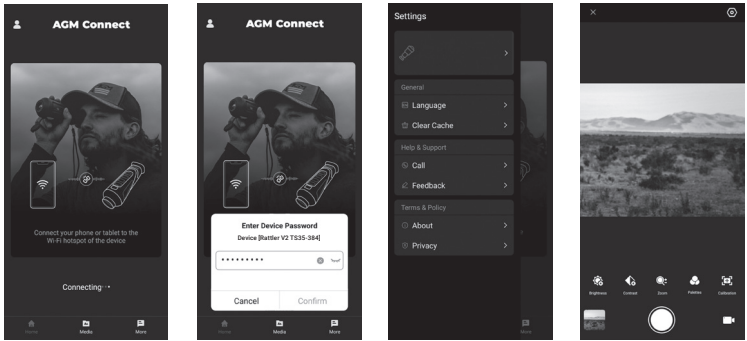 AGM Connect
Connect your phone or tablet to the
Wi-Fi hotspot of the device
Connecting···
Home
Media
More
AGM Connect
Enter Device Password
Device [Rattler V2 TS35-384]
Cancel
Confirm
Home
Media
More
Settings
General
Language
Clear Cache
Help & Support
Call
Feedback
Terms & Policy
About
Privacy
More
Brightness
Contrast
Zoom
Palettes
Calibration